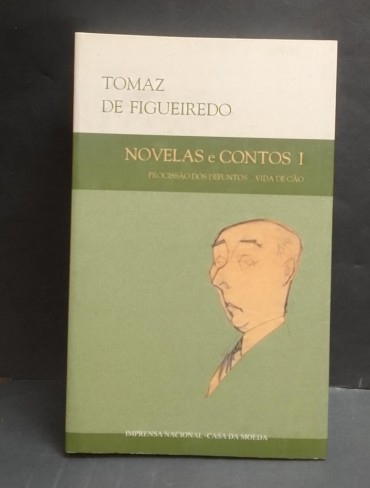 TOMAZ
DE FIGUEIREDO
NOVELAS e CONTOS I
PROCISSÃO DOS DEFUNTOS VIDA DE CÃO
IMPRENSA NACIONAL-CASA DA MOEDA